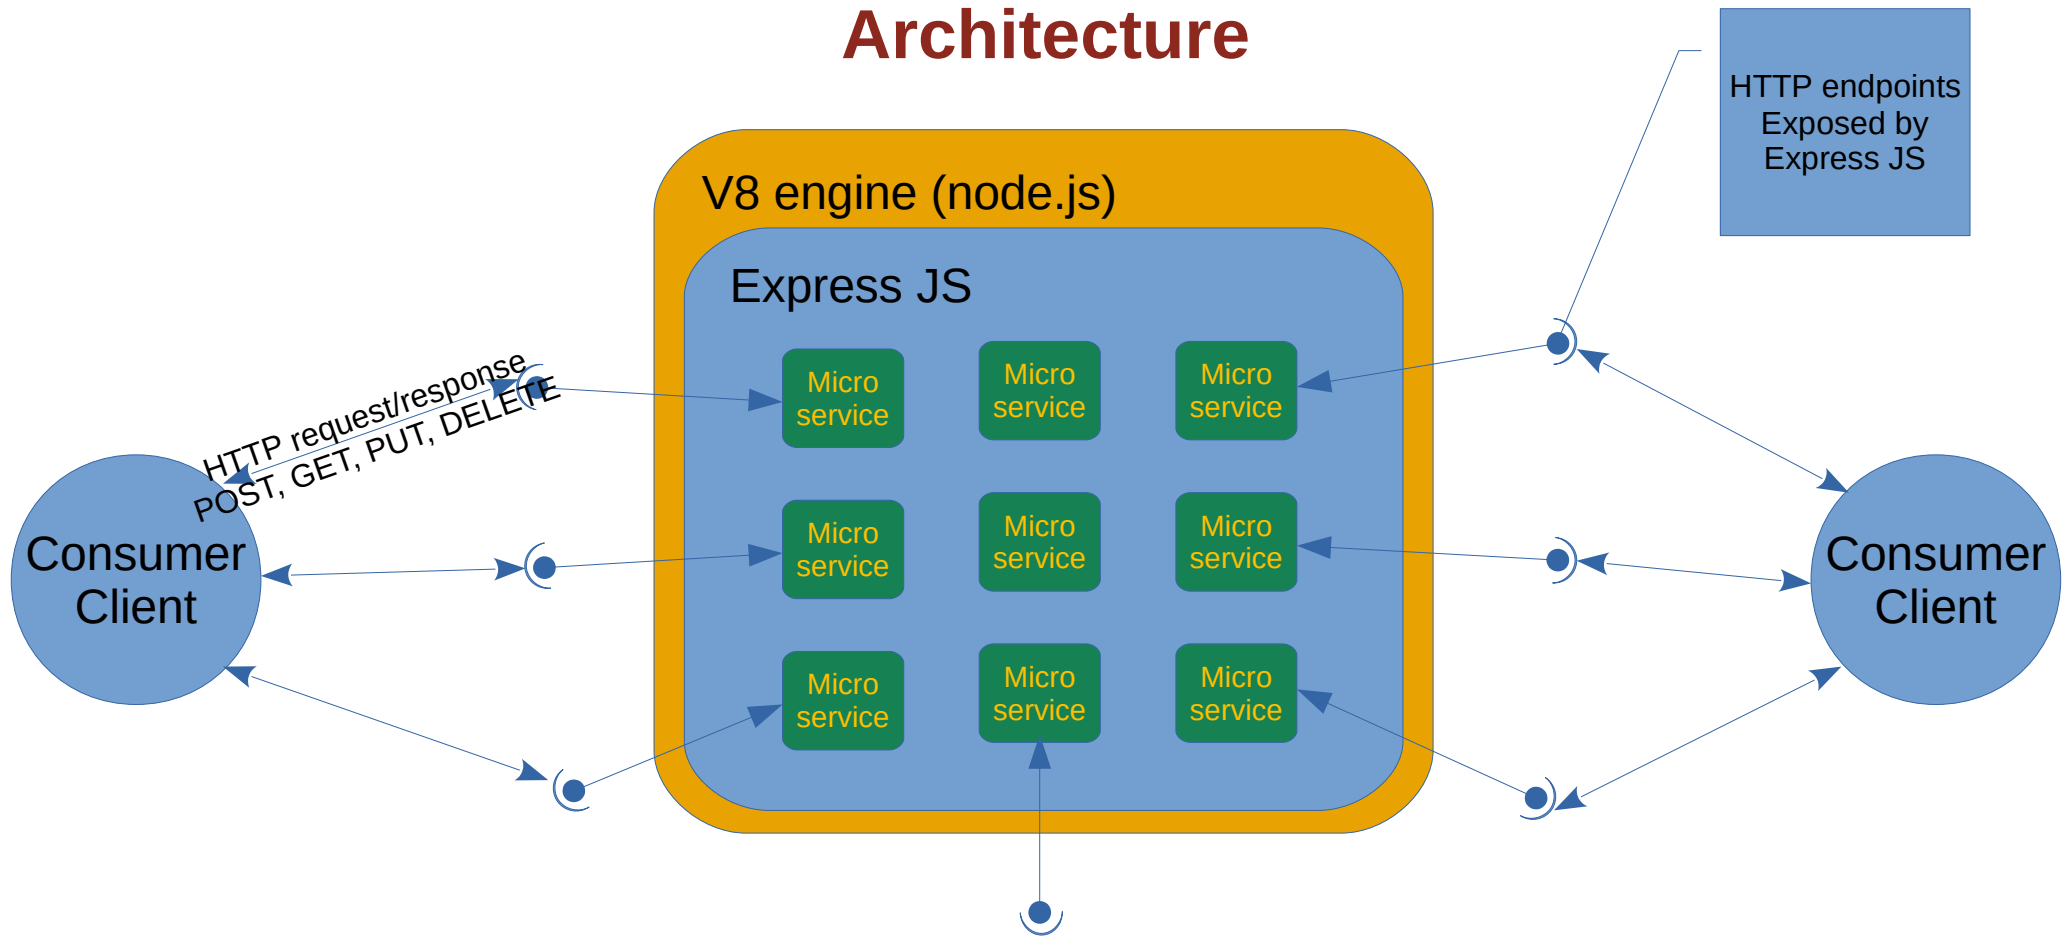 Architecture
HTTP endpoints
Exposed by
Express JS
V8 engine (node.js)
Express JS
HTTP request/response
POST, GET, PUT, DELETE
Micro
service
Micro
service
Micro
service
Consumer
Client
Micro
service
Micro
service
Micro
service
Consumer
Client
Micro
service
Micro
service
Micro
service